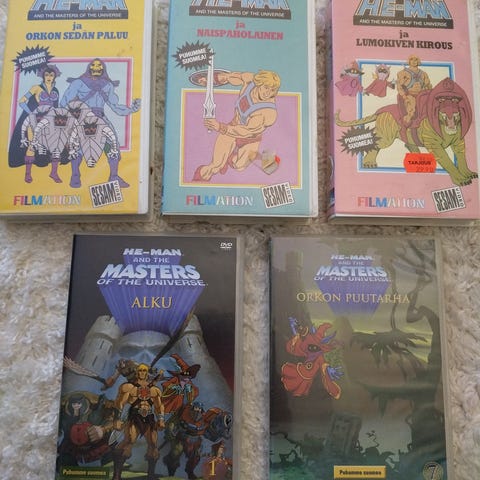 HE-MAN
AND THE MASTERS OF THE UNIVERSE
ja
ORKON SEDÄN PALUU
PUHUMME
SUOMEA!
FILMATION
SESAM
HE-MAN
AND THE MASTERS OF THE UNIVERSE
ja
NAISPAHOLAINEN
PUHUMME
SUOMEA!
FILMATION
SESAM
HE-MAN
AND THE MASTERS OF THE UNIVERSE
ja
LUMOKIVEN KIROUS
PUHUMME
SUOMEA!
TARJOUS
29.90
FILMATION
SESAM
DVD
HE-MAN
AND THE
MASTERS
OF THE UNIVERSE
ALKU
Puhumme suomea
1
HE-MAN
AND THE
MASTERS
OF THE UNIVERSE
ORKON PUUTARHA
Puhumme suomea
7